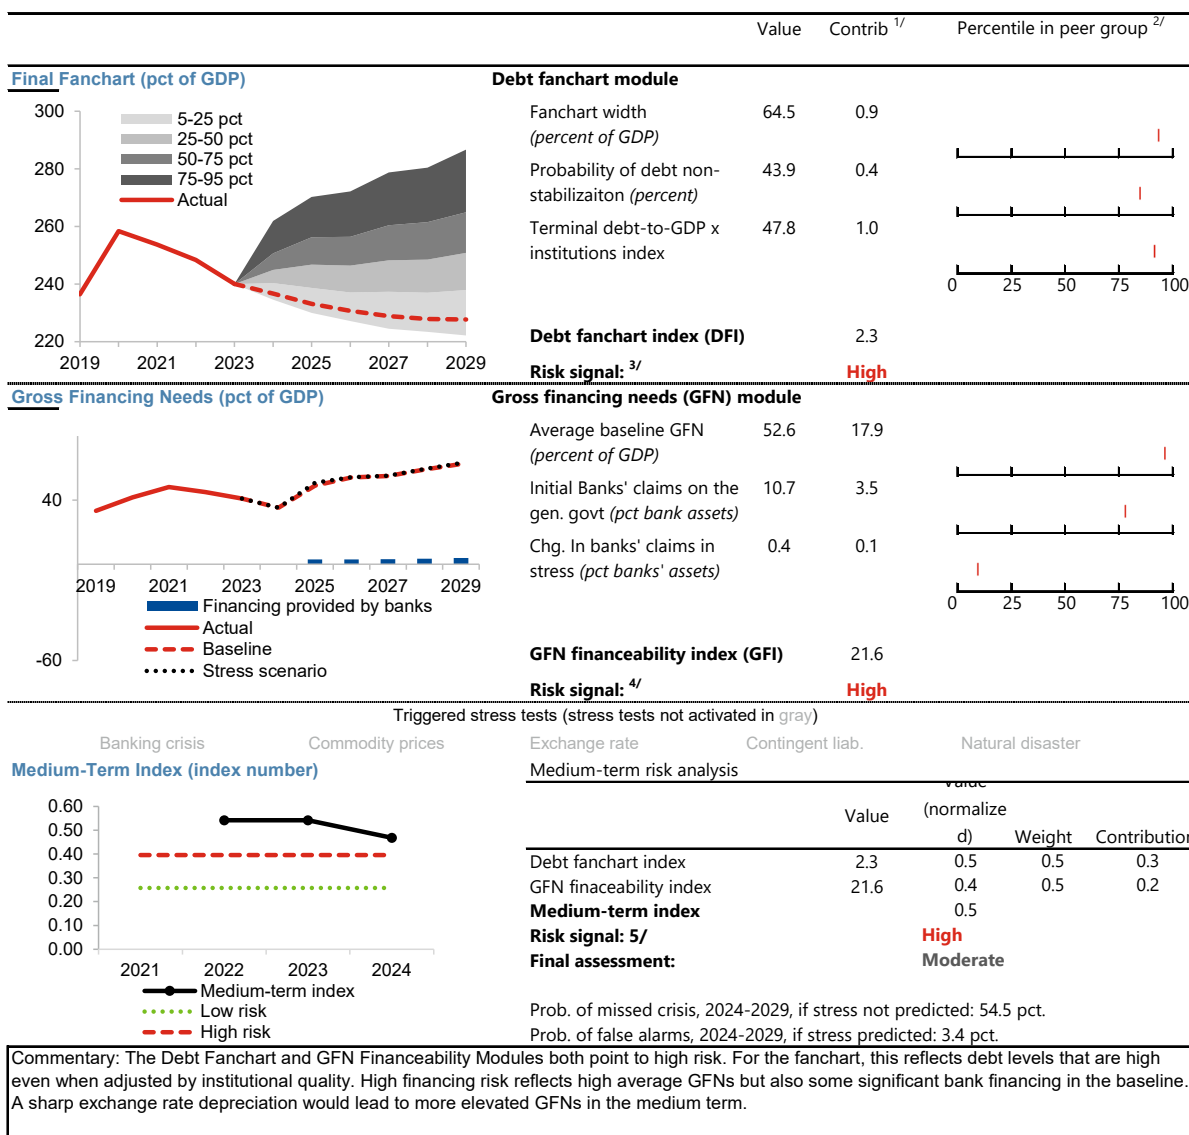 Value Contrib 1/ Percentile in peer group 2/
Final Fanchart (pct of GDP)
300
280
260
240
220
5-25 pct
25-50 pct
50-75 pct
75-95 pct
Actual
2019 2021 2023 2025 2027 2029
Debt fanchart module
Fanchart width 64.5 0.9
(percent of GDP)
Probability of debt non- 43.9 0.4
stabilizaiton (percent)
Terminal debt-to-GDP x 47.8 1.0
institutions index
0 25 50 75 100
Debt fanchart index (DFI) 2.3
Risk signal: 3/ High
Gross Financing Needs (pct of GDP)
40
-60
2019 2021 2023 2025 2027 2029
Financing provided by banks
Actual
Baseline
Stress scenario
Gross financing needs (GFN) module
Average baseline GFN 52.6 17.9
(percent of GDP)
Initial Banks' claims on the 10.7 3.5
gen. govt (pct bank assets)
Chg. In banks' claims in 0.4 0.1
stress (pct banks' assets)
0 25 50 75 100
GFN financeability index (GFI) 21.6
Risk signal: 4/ High
Triggered stress tests (stress tests not activated in gray)
Banking crisis Commodity prices Exchange rate Contingent liab. Natural disaster
Medium-Term Index (index number)
0.60
0.50
0.40
0.30
0.20
0.10
0.00
2021 2022 2023 2024
Medium-term index
Low risk
High risk
Medium-term risk analysis
Value
Value (normalize
d) Weight Contribution
Debt fanchart index 2.3 0.5 0.5 0.3
GFN finaceability index 21.6 0.4 0.5 0.2
Medium-term index 0.5
Risk signal: 5/ High
Final assessment: Moderate
Prob. of missed crisis, 2024-2029, if stress not predicted: 54.5 pct.
Prob. of false alarms, 2024-2029, if stress predicted: 3.4 pct.
Commentary: The Debt Fanchart and GFN Financeability Modules both point to high risk. For the fanchart, this reflects debt levels that are high
even when adjusted by institutional quality. High financing risk reflects high average GFNs but also some significant bank financing in the baseline.
A sharp exchange rate depreciation would lead to more elevated GFNs in the medium term.